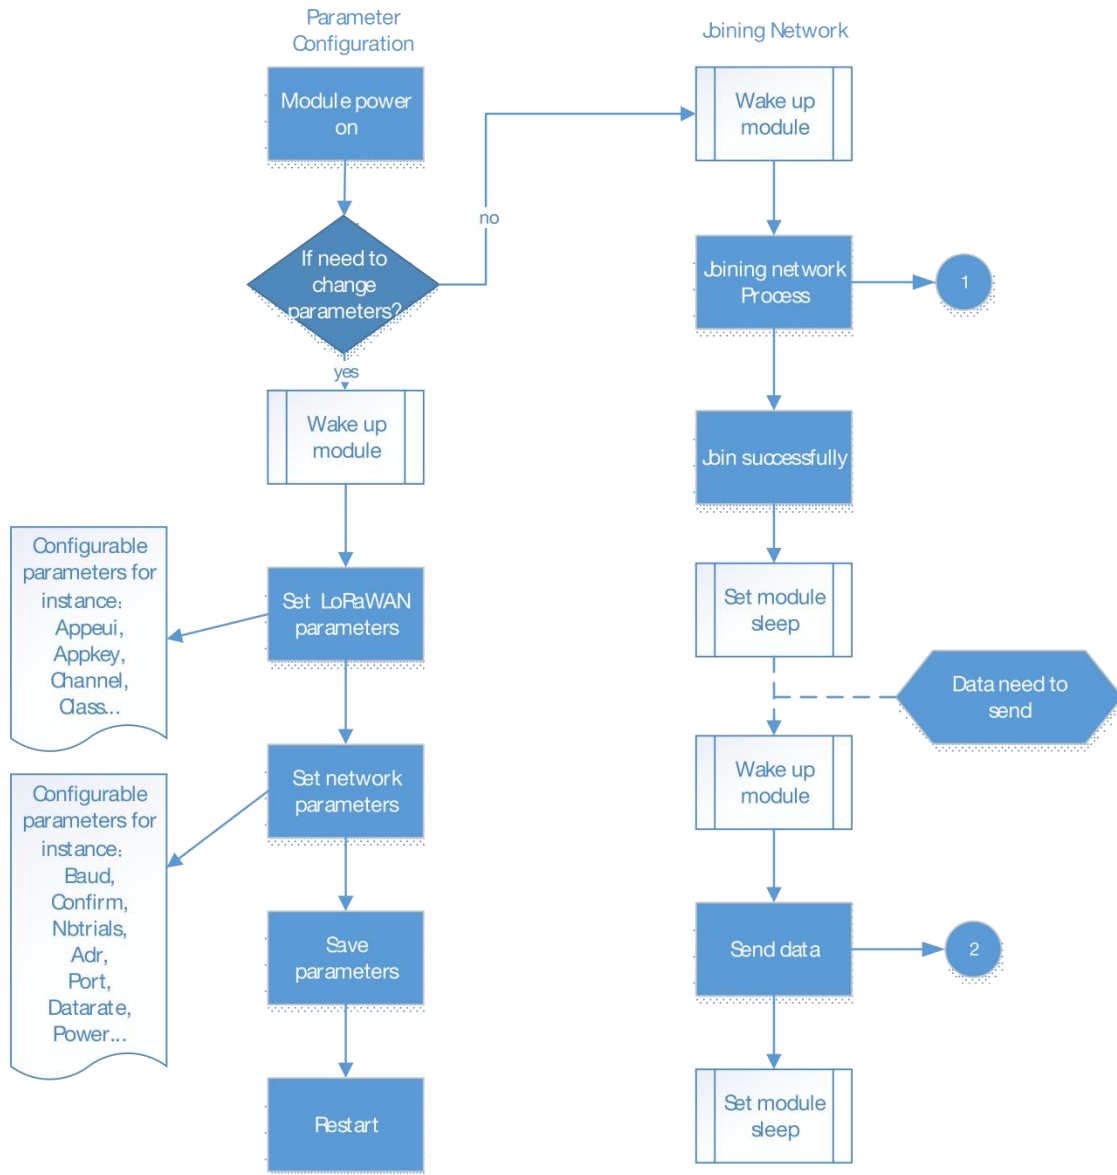 Parameter
Configuration
Module power
on
If need to
change
parameters?
no
yes
Wake up
module
Configurable
parameters for
instance:
Appeui,
Appkey,
Channel,
Class...
Set LoRaWAN
parameters
Configurable
parameters for
instance:
Baud,
Confirm,
Nbtrials,
Adr,
Port,
Datarate,
Power...
Set network
parameters
Save
parameters
Restart
Joining Network
Wake up
module
Joining network
Process
1
Join successfully
Set module
sleep
Data need to
send
Wake up
module
Send data
2
Set module
sleep